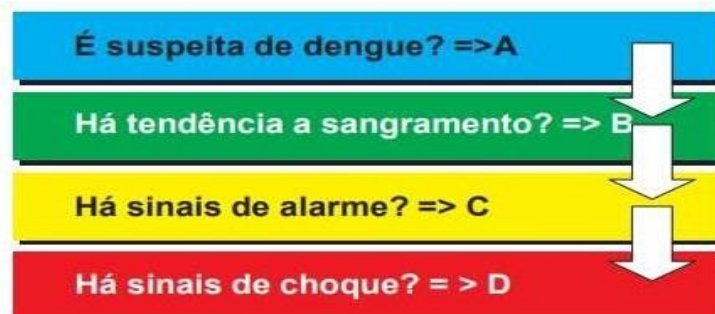 É suspeita de dengue? =>A
Há tendência a sangramento? => B
Há sinais de alarme? => C
Há sinais de choque? = > D